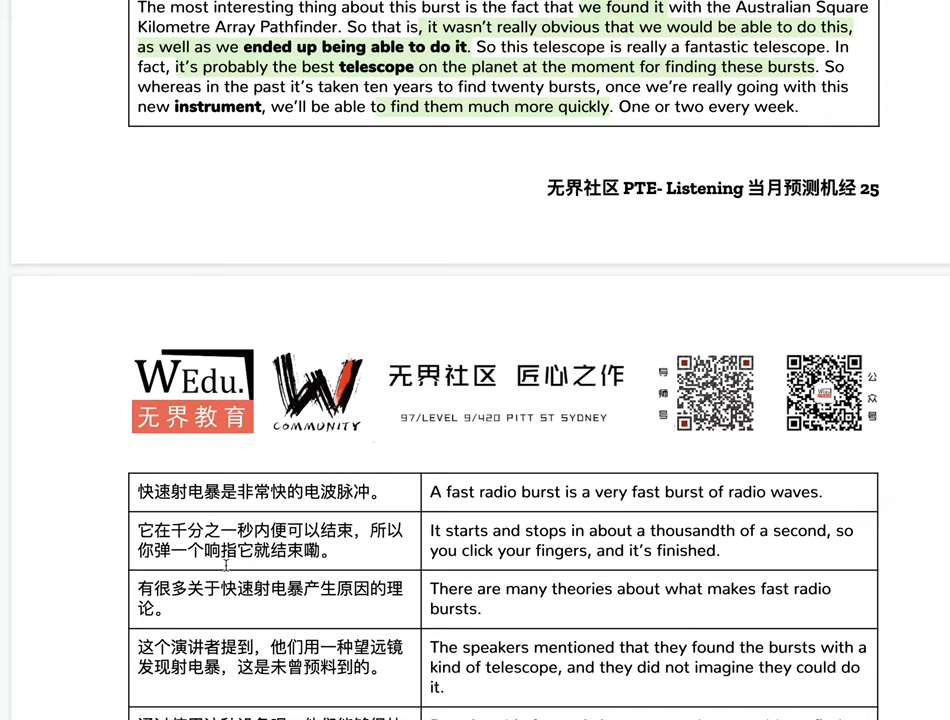 The most interesting thing about this burst is the fact that we found it with the Australian Square
Kilometre Array Pathfinder. So that is, it wasn't really obvious that we would be able to do this,
as well as we ended up being able to do it. So this telescope is really a fantastic telescope. In
fact, it's probably the best telescope on the planet at the moment for finding these bursts. So
whereas in the past it's taken ten years to find twenty bursts, once we're really going with this
new instrument, we'll be able to find them much more quickly. One or two every week.
无界社区 PTE- Listening 当月预测机经 25
WEdu.
无界教育
W
COMMUNITY
无界社区 匠心之作
97/LEVEL 9/420 PITT ST SYDNEY
导师号
公众号
快速射电暴是非常快的电波脉冲。
A fast radio burst is a very fast burst of radio waves.
它在千分之一秒内便可以结束，所以
你弹一个响指它就结束嘞。
It starts and stops in about a thousandth of a second, so
you click your fingers, and it's finished.
有很多关于快速射电暴产生原因的理
论。
There are many theories about what makes fast radio
bursts.
这个演讲者提到，他们用一种望远镜
发现射电暴，这是未曾预料到的。
The speakers mentioned that they found the bursts with a
kind of telescope, and they did not imagine they could do
it.